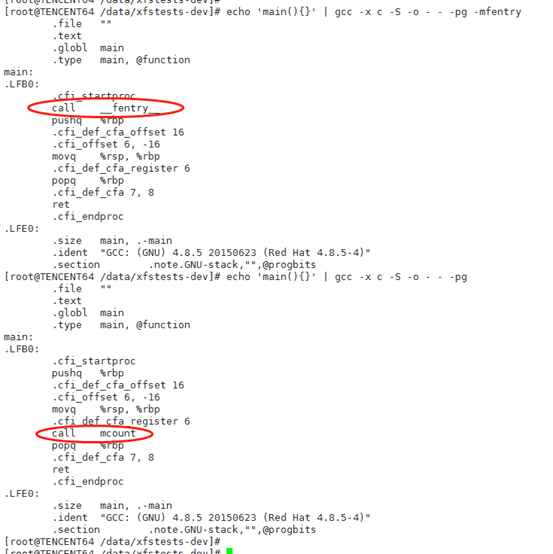 [root@TENCENT64 /data/xfstests-dev]#
[root@TENCENT64 /data/xfstests-dev]# echo 'main(){}' | gcc -x c -S -o - - -pg -mfentry
.file ""
.text
.globl main
.type main, @function
main:
.LFB0:
.cfi_startproc
call __fentry__
pushq %rbp
.cfi_def_cfa_offset 16
.cfi_offset 6, -16
movq %rsp, %rbp
.cfi_def_cfa_register 6
popq %rbp
.cfi_def_cfa 7, 8
ret
.cfi_endproc
.LFE0:
.size main, .-main
.ident "GCC: (GNU) 4.8.5 20150623 (Red Hat 4.8.5-4)"
.section .note.GNU-stack,"",@progbits
[root@TENCENT64 /data/xfstests-dev]# echo 'main(){}' | gcc -x c -S -o - - -pg
.file ""
.text
.globl main
.type main, @function
main:
.LFB0:
.cfi_startproc
pushq %rbp
.cfi_def_cfa_offset 16
.cfi_offset 6, -16
movq %rsp, %rbp
.cfi_def_cfa_register 6
call mcount
popq %rbp
.cfi_def_cfa 7, 8
ret
.cfi_endproc
.LFE0:
.size main, .-main
.ident "GCC: (GNU) 4.8.5 20150623 (Red Hat 4.8.5-4)"
.section .note.GNU-stack,"",@progbits
[root@TENCENT64 /data/xfstests-dev]#
[root@TENCENT64 /data/xfstests-dev]#